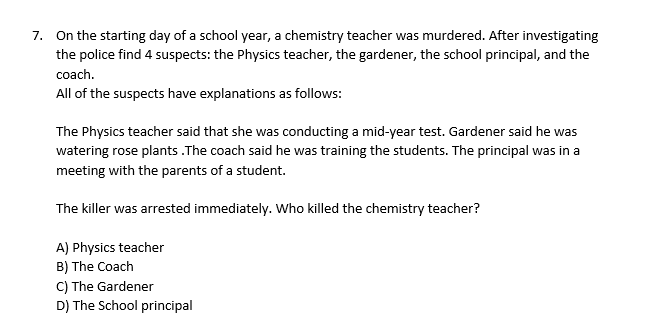 7. On the starting day of a school year, a chemistry teacher was murdered. After investigating
the police find 4 suspects: the Physics teacher, the gardener, the school principal, and the
coach.
All of the suspects have explanations as follows:
The Physics teacher said that she was conducting a mid-year test. Gardener said he was
watering rose plants .The coach said he was training the students. The principal was in a
meeting with the parents of a student.
The killer was arrested immediately. Who killed the chemistry teacher?
A) Physics teacher
B) The Coach
C) The Gardener
D) The School principal